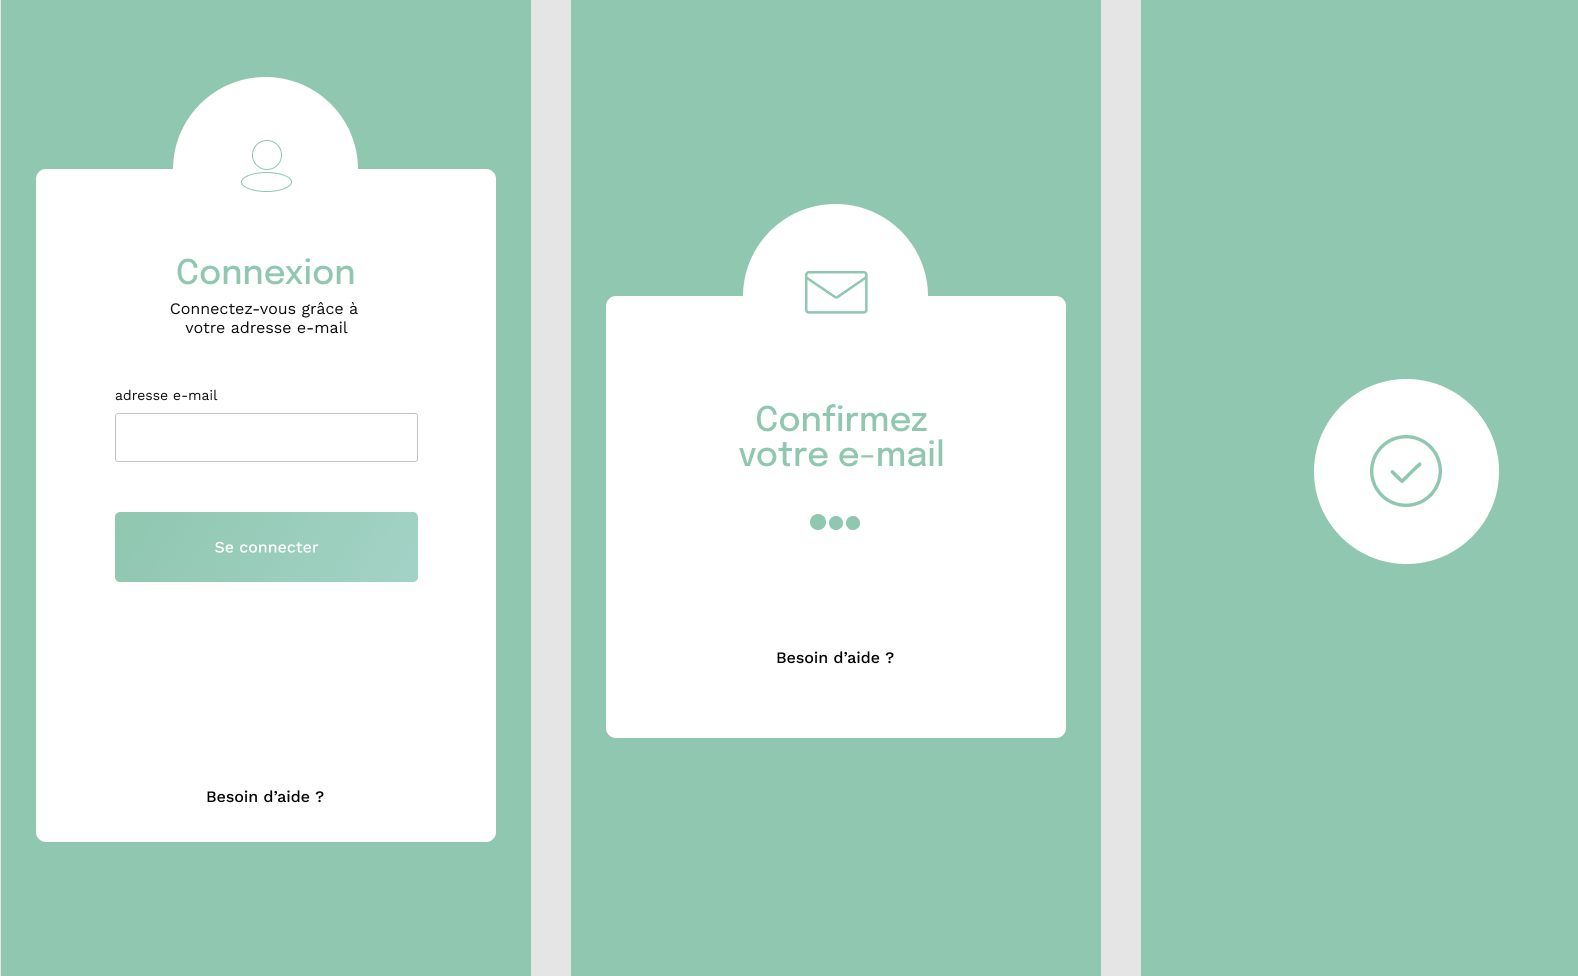 Connexion
Connectez-vous grâce à
votre adresse e-mail
adresse e-mail
Se connecter
Besoin d’aide ?
Confirmez
votre e-mail
Besoin d’aide ?